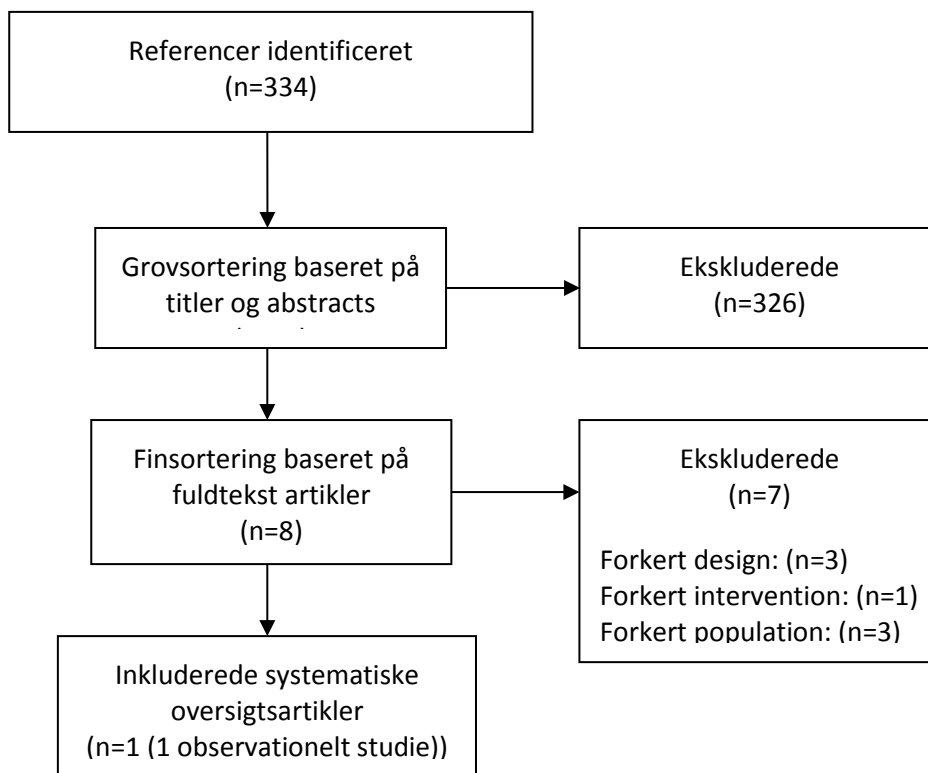 Referencer identificeret
(n=334)
Grovsortering baseret på
titler og abstracts
Ekskluderede
(n=326)
Finsortering baseret på
fuldtekst artikler
(n=8)
Ekskluderede
(n=7)
Forkert design: (n=3)
Forkert intervention: (n=1)
Forkert population: (n=3)
Inkluderede systematiske
oversigtsartikler
(n=1 (1 observationelt studie))